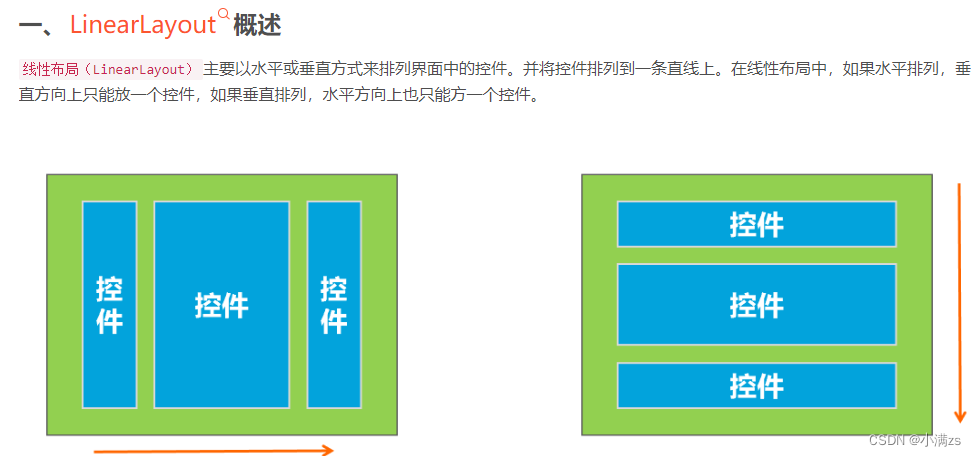 一、LinearLayout概述
线性布局（LinearLayout）主要以水平或垂直方式来排列界面中的控件。并将控件排列到一条直线上。在线性布局中，如果水平排列，垂
直方向上只能放一个控件，如果垂直排列，水平方向上也只能方一个控件。
控
件
控件
控
件
控件
控件
控件
CSDN @小满zs